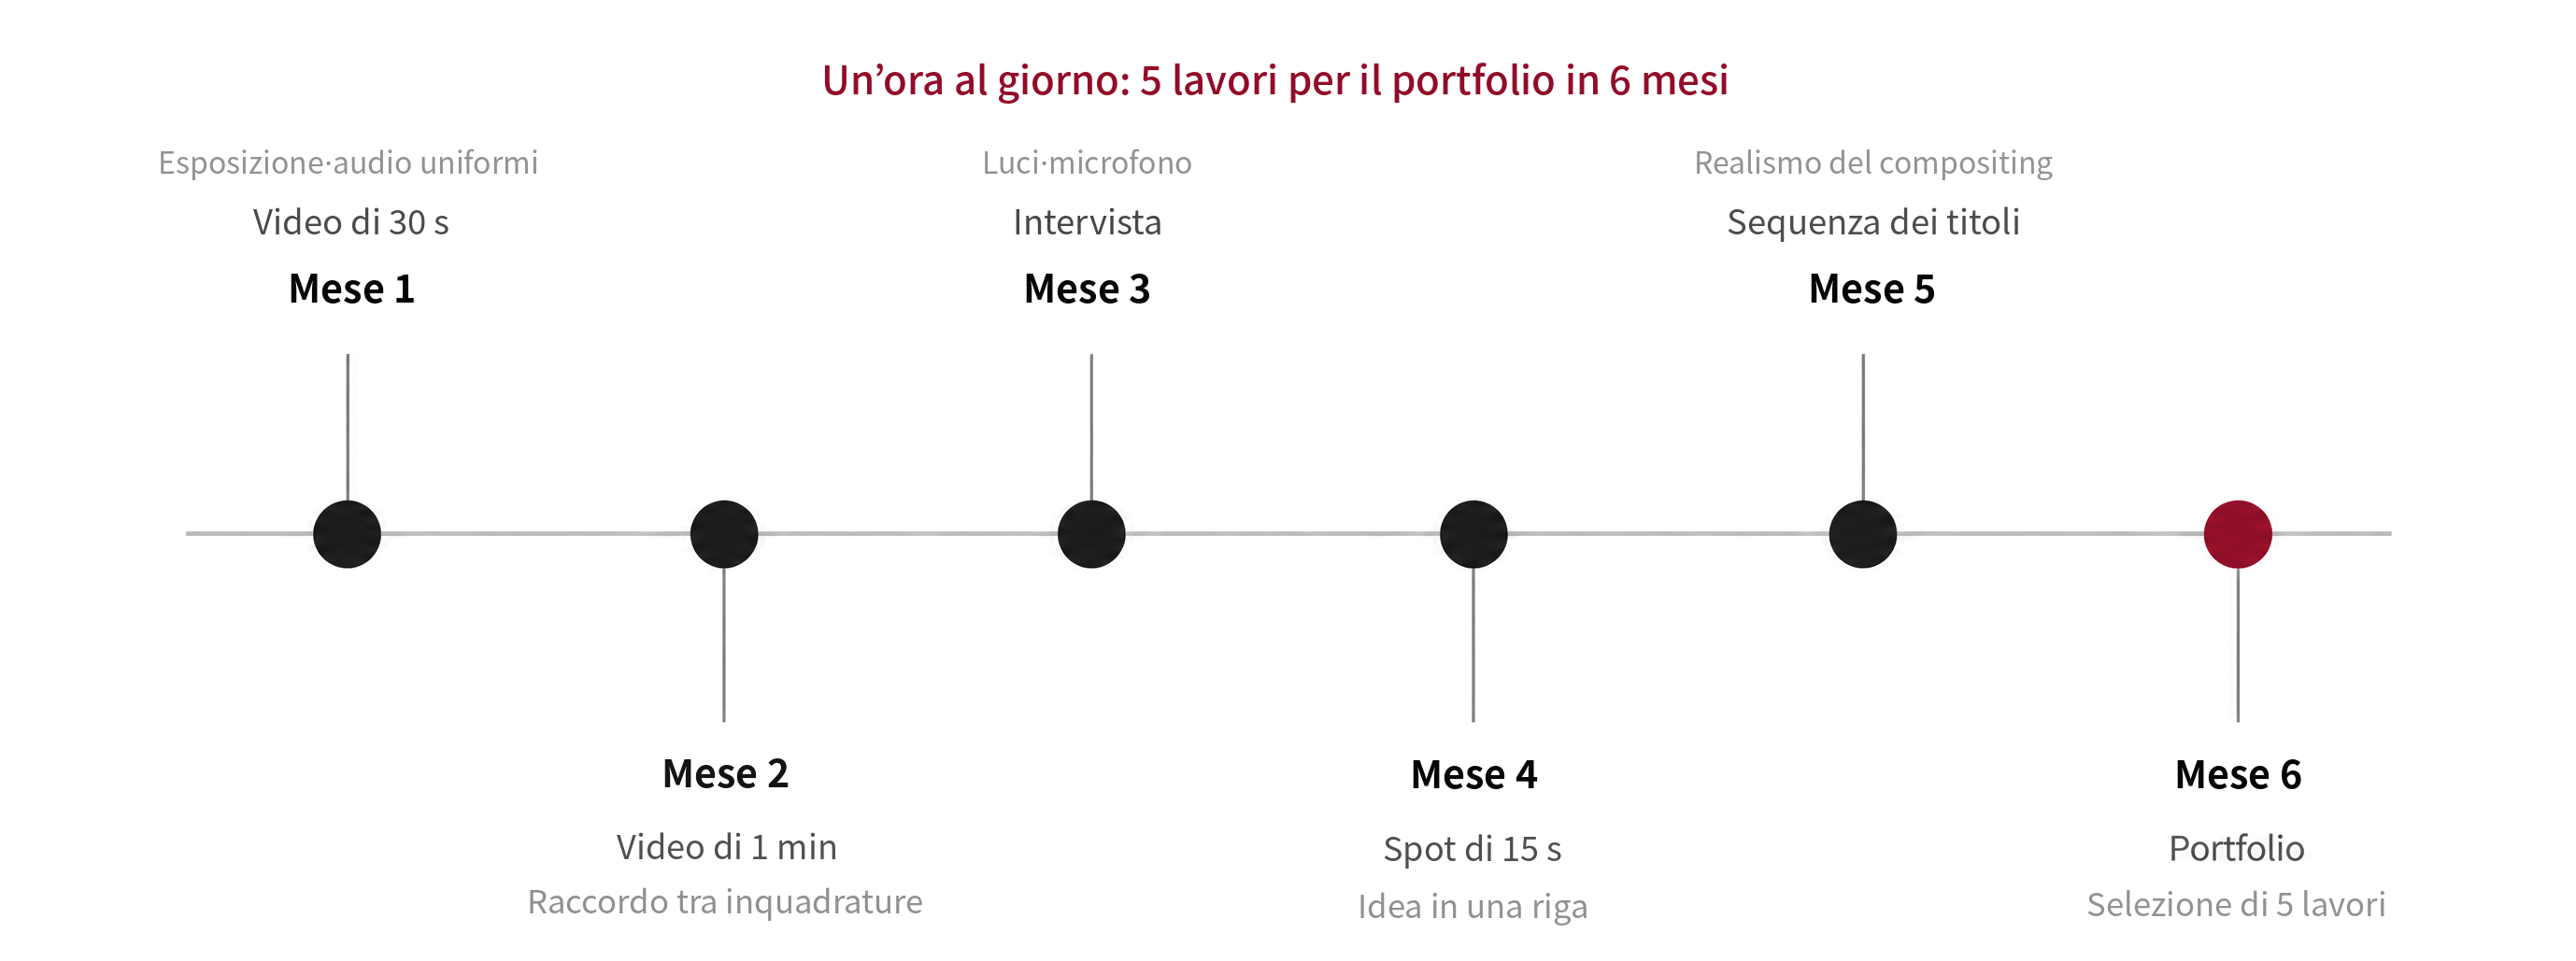 Un’ora al giorno: 5 lavori per il portfolio in 6 mesi
Esposizione·audio uniformi
Video di 30 s
Mese 1
Mese 2
Video di 1 min
Raccordo tra inquadrature
Luci·microfono
Intervista
Mese 3
Mese 4
Spot di 15 s
Idea in una riga
Realismo del compositing
Sequenza dei titoli
Mese 5
Mese 6
Portfolio
Selezione di 5 lavori